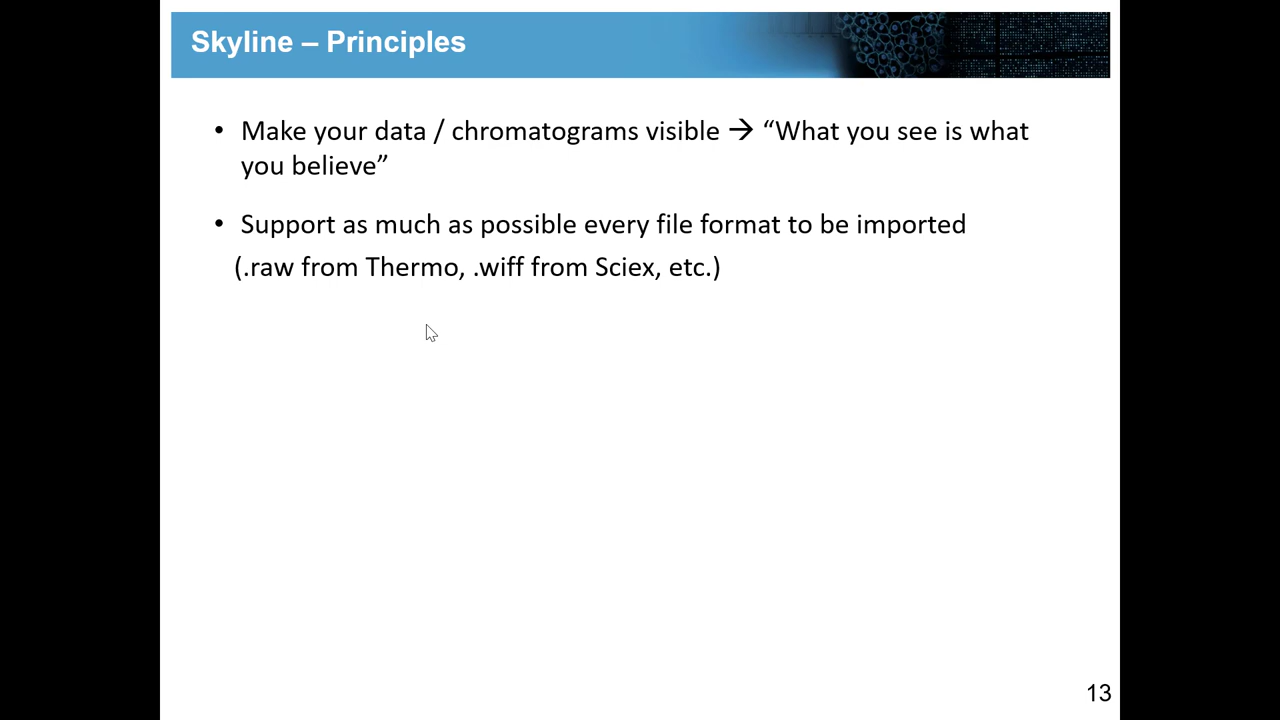 Skyline – Principles
• Make your data / chromatograms visible → “What you see is what
you believe”
• Support as much as possible every file format to be imported
(.raw from Thermo, .wiff from Sciex, etc.)
13